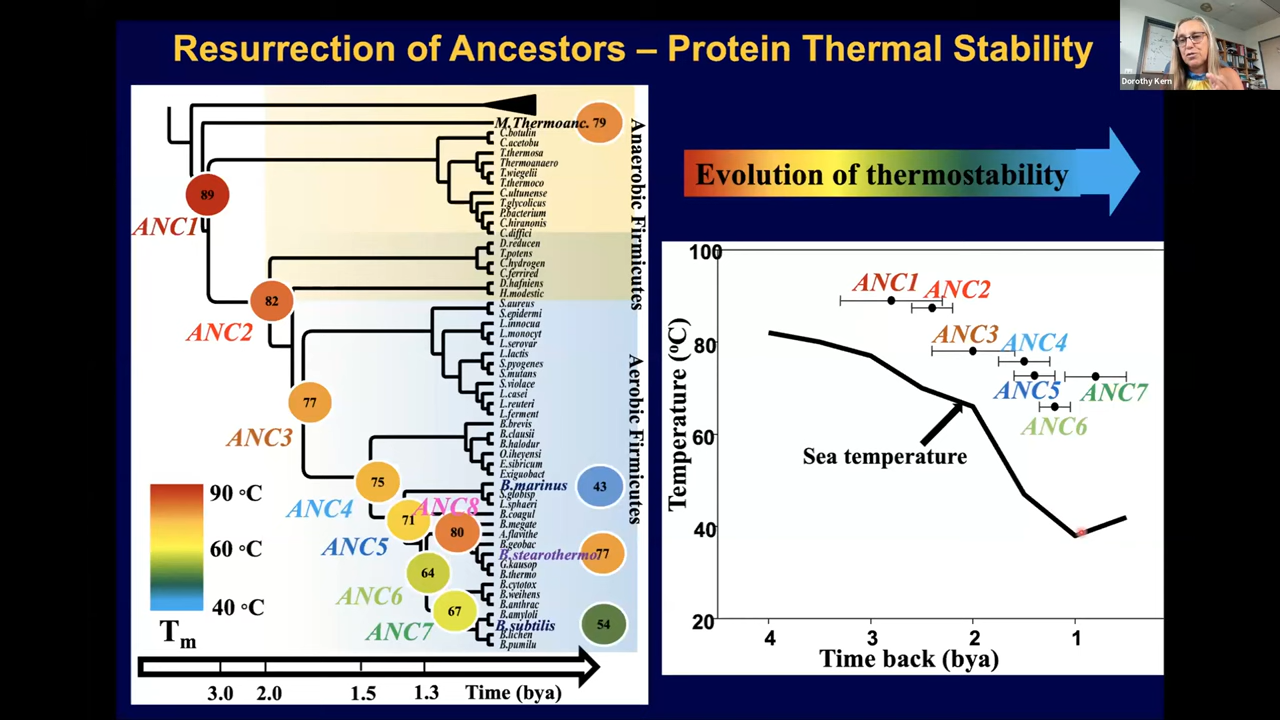 Resurrection of Ancestors – Protein Thermal Stability
Dorothy Kern
M.Thermoanc. 79
C.botulin
C.acetobu
T.thermosa
Thermoanaero
T.wiegelii
T.thermoco
C.ultunense
T.glycolicus
P.bacterium
C.hiranonis
C.diffici
D.reducen
T.potens
C.hydrogen
C.ferrired
D.hafniens
H.modestic
S.aureus
S.epidermi
L.innocua
L.monocyt
L.serovar
L.lactis
S.pyogenes
S.mutans
S.violace
L.casei
L.reuteri
L.ferment
B.brevis
B.clausii
B.halodur
O.iheyensi
E.sibricum
Exiguobact
B.marinus 43
S.globisp
L.sphaeri
B.coagul
B.megate
A.flavithe
B.geobac
B.stearothermo 77
G.kausop
B.thermo
B.cytotox
B.weihens
B.anthrac
B.amyloli
B.subtilis 54
B.lichen
B.pumilu
Anaerobic Firmicutes
Aerobic Firmicutes
89
ANC1
82
ANC2
77
ANC3
75
ANC4
71
ANC5
ANC8
80
64
ANC6
67
ANC7
90 °C
60 °C
40 °C
Tm
3.0 2.0 1.5 1.3 Time (bya)
Evolution of thermostability
100
80
60
40
20
Temperature (°C)
ANC1
ANC2
ANC3
ANC4
ANC5
ANC7
ANC6
Sea temperature
4 3 2 1
Time back (bya)